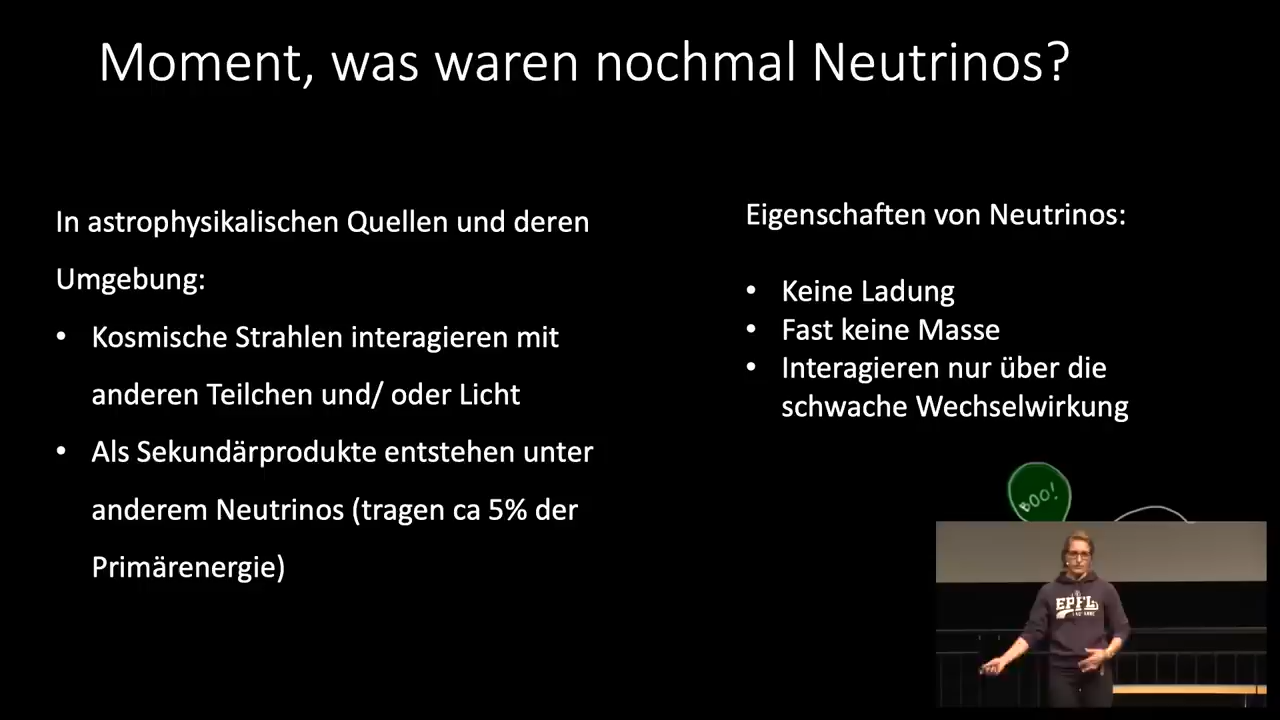 Moment, was waren nochmal Neutrinos?
In astrophysikalischen Quellen und deren
Umgebung:
• Kosmische Strahlen interagieren mit
anderen Teilchen und/ oder Licht
• Als Sekundärprodukte entstehen unter
anderem Neutrinos (tragen ca 5% der
Primärenergie)
Eigenschaften von Neutrinos:
• Keine Ladung
• Fast keine Masse
• Interagieren nur über die
schwache Wechselwirkung
BOO!
EPFL